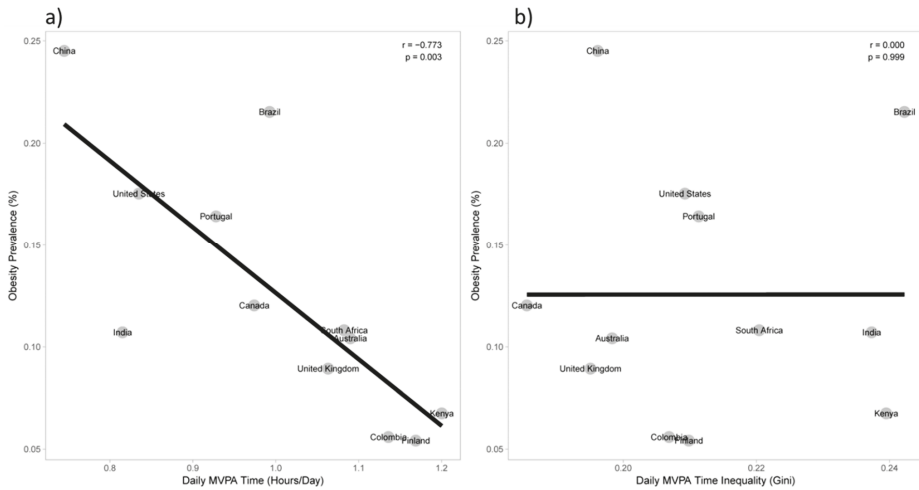 a)
r = −0.773
p = 0.003
0.25
0.20
0.15
0.10
0.05
Obesity Prevalence (%)
China
Brazil
United States
Portugal
Canada
India
South Africa
Australia
United Kingdom
Kenya
Colombia
Finland
0.8 0.9 1.0 1.1 1.2
Daily MVPA Time (Hours/Day)
b)
r = 0.000
p = 0.999
0.25
0.20
0.15
0.10
0.05
Obesity Prevalence (%)
China
Brazil
United States
Portugal
Canada
Australia
South Africa
India
United Kingdom
Kenya
Colombia
Finland
0.20 0.22 0.24
Daily MVPA Time Inequality (Gini)